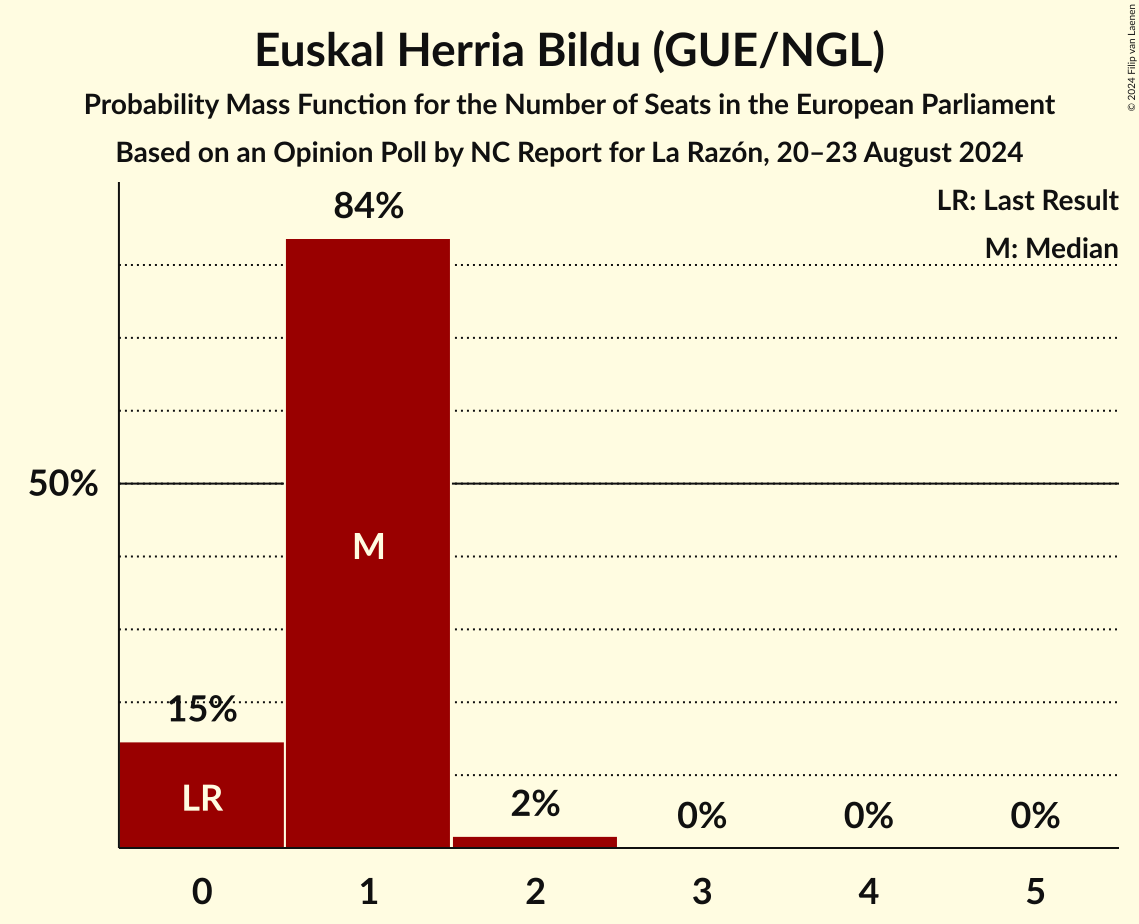 Euskal Herria Bildu (GUE/NGL)
Probability Mass Function for the Number of Seats in the European Parliament
Based on an Opinion Poll by NC Report for La Razón, 20–23 August 2024
© 2024 Filip van Laenen
LR: Last Result
M: Median
84%
50%
M
15%
LR
2%
0%
0%
0%
0
1
2
3
4
5